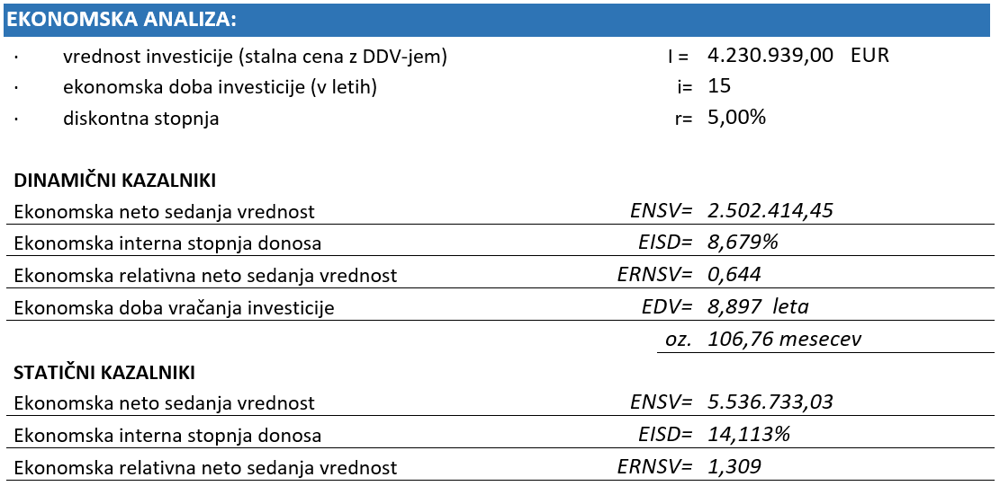 EKONOMSKA ANALIZA:
· vrednost investicije (stalna cena z DDV-jem) I = 4.230.939,00 EUR
· ekonomska doba investicije (v letih) i= 15
· diskontna stopnja r= 5,00%
DINAMIČNI KAZALNIKI
Ekonomska neto sedanja vrednost ENSV= 2.502.414,45
Ekonomska interna stopnja donosa EISD= 8,679%
Ekonomska relativna neto sedanja vrednost ERNSV= 0,644
Ekonomska doba vračanja investicije EDV= 8,897 leta
oz. 106,76 mesecev
STATIČNI KAZALNIKI
Ekonomska neto sedanja vrednost ENSV= 5.536.733,03
Ekonomska interna stopnja donosa EISD= 14,113%
Ekonomska relativna neto sedanja vrednost ERNSV= 1,309